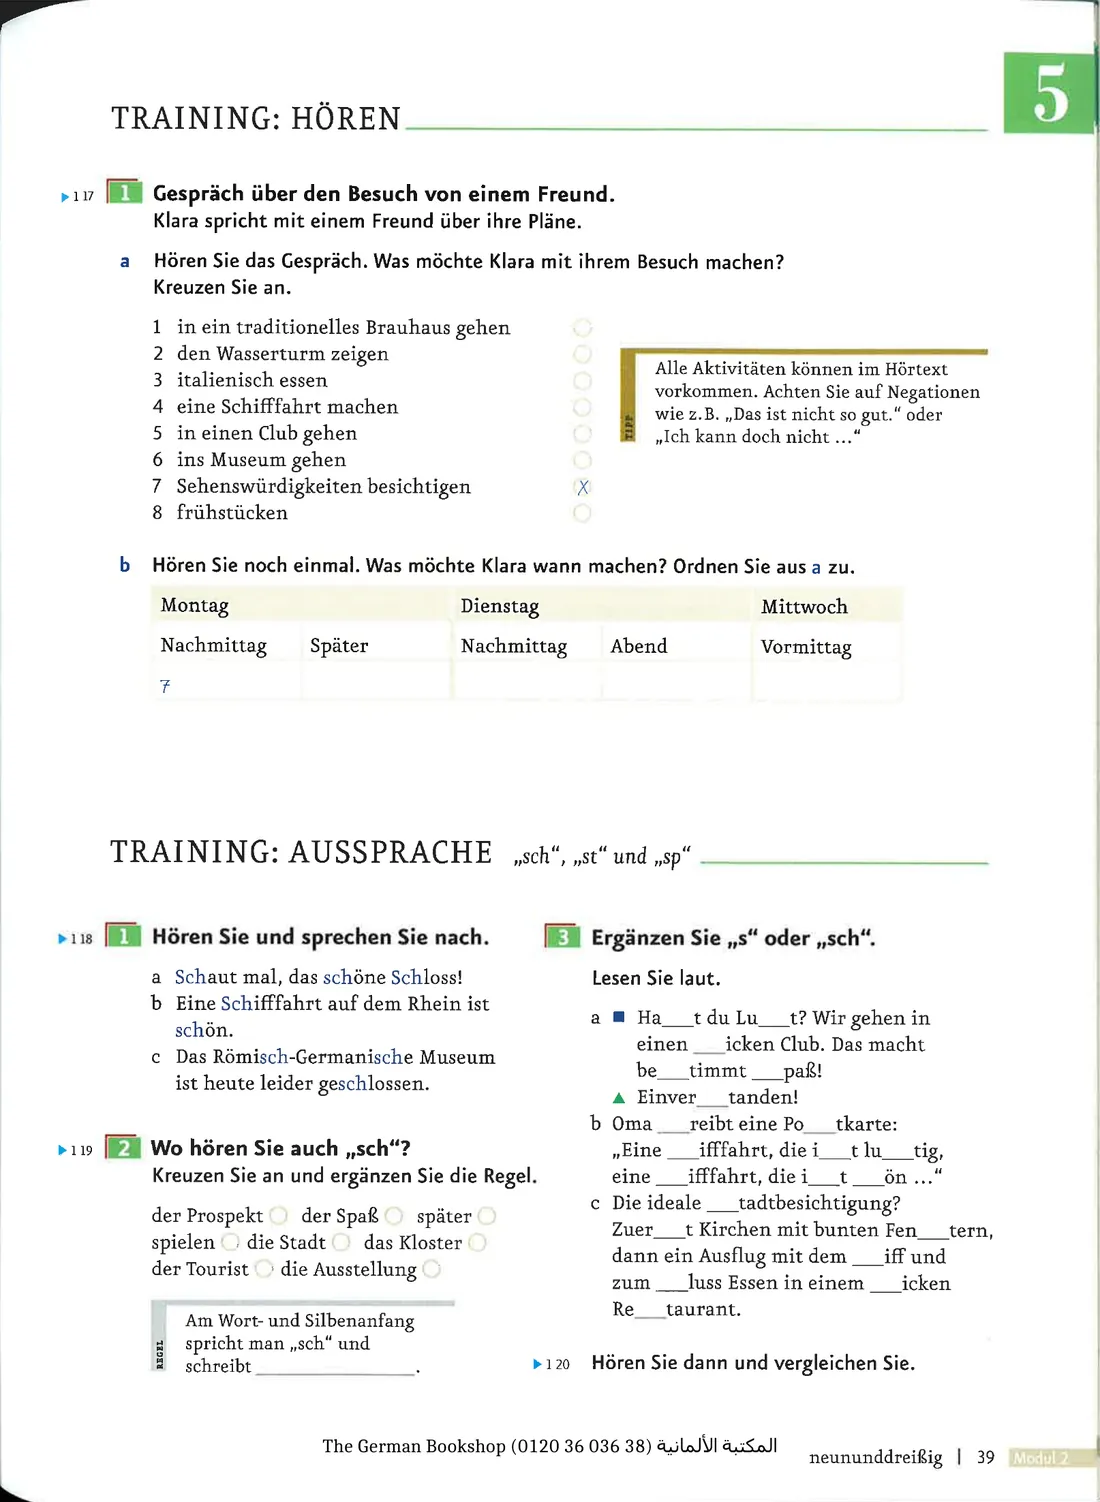 5
TRAINING: HÖREN
▶ 1 17 1 Gespräch über den Besuch von einem Freund.
Klara spricht mit einem Freund über ihre Pläne.
a Hören Sie das Gespräch. Was möchte Klara mit ihrem Besuch machen?
Kreuzen Sie an.
1 in ein traditionelles Brauhaus gehen
2 den Wasserturm zeigen
3 italienisch essen
4 eine Schifffahrt machen
5 in einen Club gehen
6 ins Museum gehen
7 Sehenswürdigkeiten besichtigen X
8 frühstücken
TIPP
Alle Aktivitäten können im Hörtext
vorkommen. Achten Sie auf Negationen
wie z.B. „Das ist nicht so gut.“ oder
„Ich kann doch nicht ...“
b Hören Sie noch einmal. Was möchte Klara wann machen? Ordnen Sie aus a zu.
Montag Dienstag Mittwoch
Nachmittag Später Nachmittag Abend Vormittag
7
TRAINING: AUSSPRACHE „sch“, „st“ und „sp“
▶ 1 18 1 Hören Sie und sprechen Sie nach.
a Schaut mal, das schöne Schloss!
b Eine Schifffahrt auf dem Rhein ist
schön.
c Das Römisch-Germanische Museum
ist heute leider geschlossen.
▶ 1 19 2 Wo hören Sie auch „sch“?
Kreuzen Sie an und ergänzen Sie die Regel.
der Prospekt der Spaß später
spielen die Stadt das Kloster
der Tourist die Ausstellung
REGEL
Am Wort- und Silbenanfang
spricht man „sch“ und
schreibt ______________.
3 Ergänzen Sie „s“ oder „sch“.
Lesen Sie laut.
a ■ Ha___t du Lu___t? Wir gehen in
einen ___icken Club. Das macht
be___timmt ___paß!
▲ Einver___tanden!
b Oma ___reibt eine Po___tkarte:
„Eine ___ifffahrt, die i___t lu___tig,
eine ___ifffahrt, die i___t ___ön ...“
c Die ideale ___tadtbesichtigung?
Zuer___t Kirchen mit bunten Fen___tern,
dann ein Ausflug mit dem ___iff und
zum ___luss Essen in einem ___icken
Re___taurant.
▶ 1 20 Hören Sie dann und vergleichen Sie.
The German Bookshop (0120 36 036 38) المكتبة الألمانية
neununddreißig | 39 Modul 2